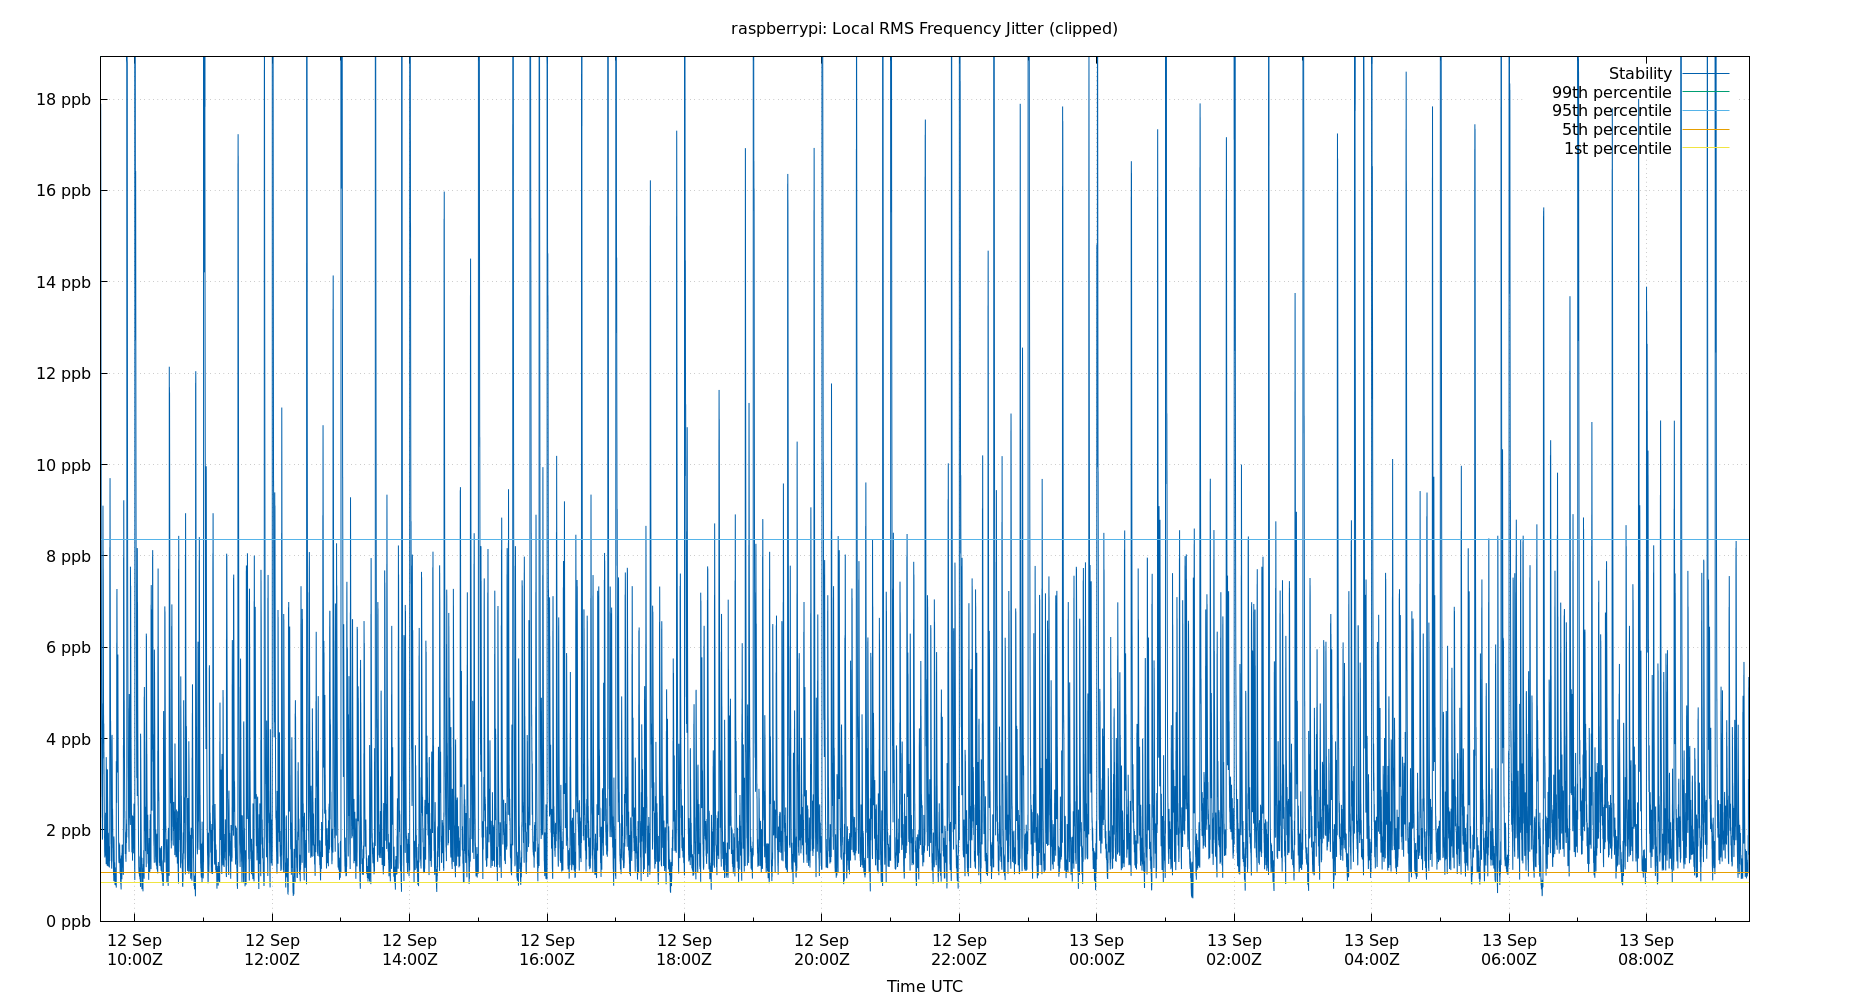 raspberrypi: Local RMS Frequency Jitter (clipped)
Stability
99th percentile
95th percentile
5th percentile
1st percentile
18 ppb
16 ppb
14 ppb
12 ppb
10 ppb
8 ppb
6 ppb
4 ppb
2 ppb
0 ppb
12 Sep 12 Sep 12 Sep 12 Sep 12 Sep 12 Sep 12 Sep 13 Sep 13 Sep 13 Sep 13 Sep 13 Sep
10:00Z 12:00Z 14:00Z 16:00Z 18:00Z 20:00Z 22:00Z 00:00Z 02:00Z 04:00Z 06:00Z 08:00Z
Time UTC